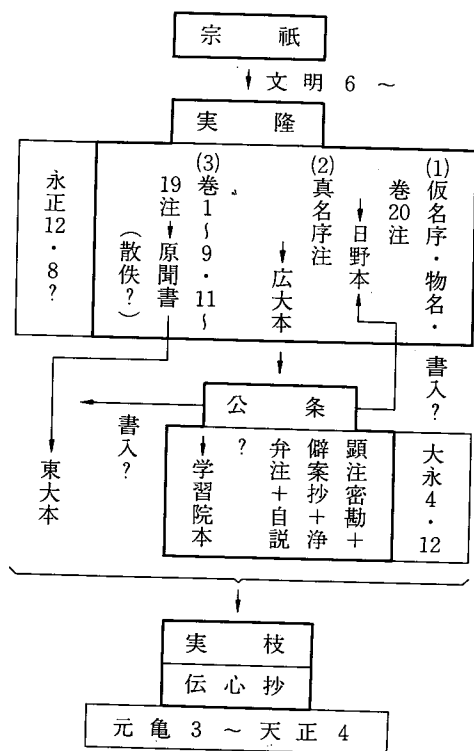 宗祇
文明6～
実隆
(1)仮名序・物名・
巻20注
↓日野本
(2)真名序注
↓広大本
(3)巻1～9・11～
19注→原聞書
(散佚?)
永正12・8?
書入?
公条
書入?
東大本
大永4・12
顕注密勘+
僻案抄+浄
弁注+自説
?
↓学習院本
実枝
伝心抄
元亀3～天正4